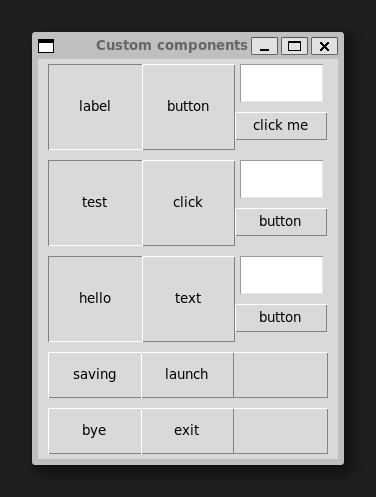 Custom components
label button
click me
test click
button
hello text
button
saving launch
bye exit